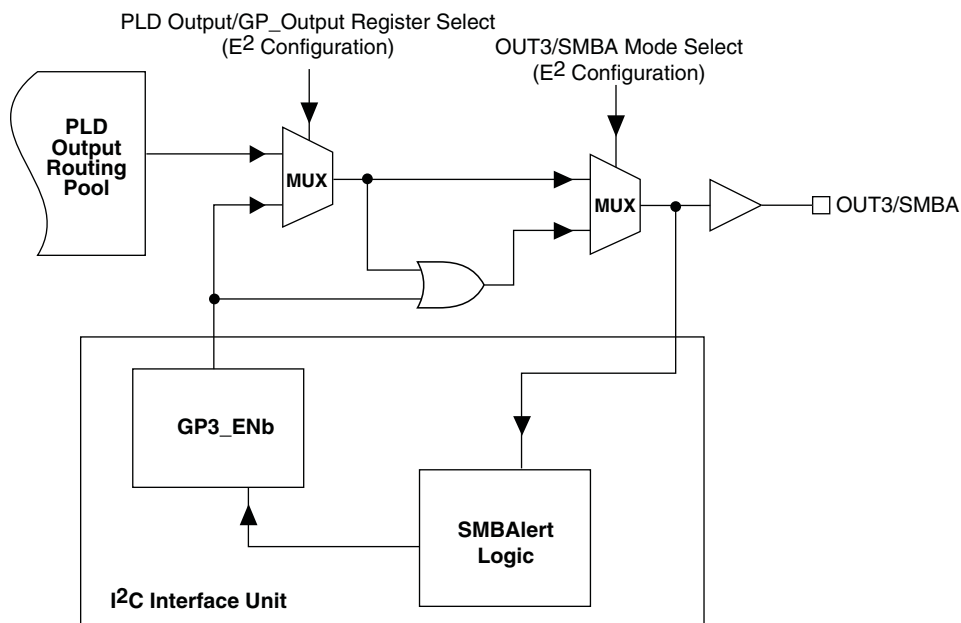 PLD Output/GP_Output Register Select
(E² Configuration)
OUT3/SMBA Mode Select
(E² Configuration)
PLD
Output
Routing
Pool
MUX
MUX
OUT3/SMBA
GP3_ENb
SMBAlert
Logic
I²C Interface Unit